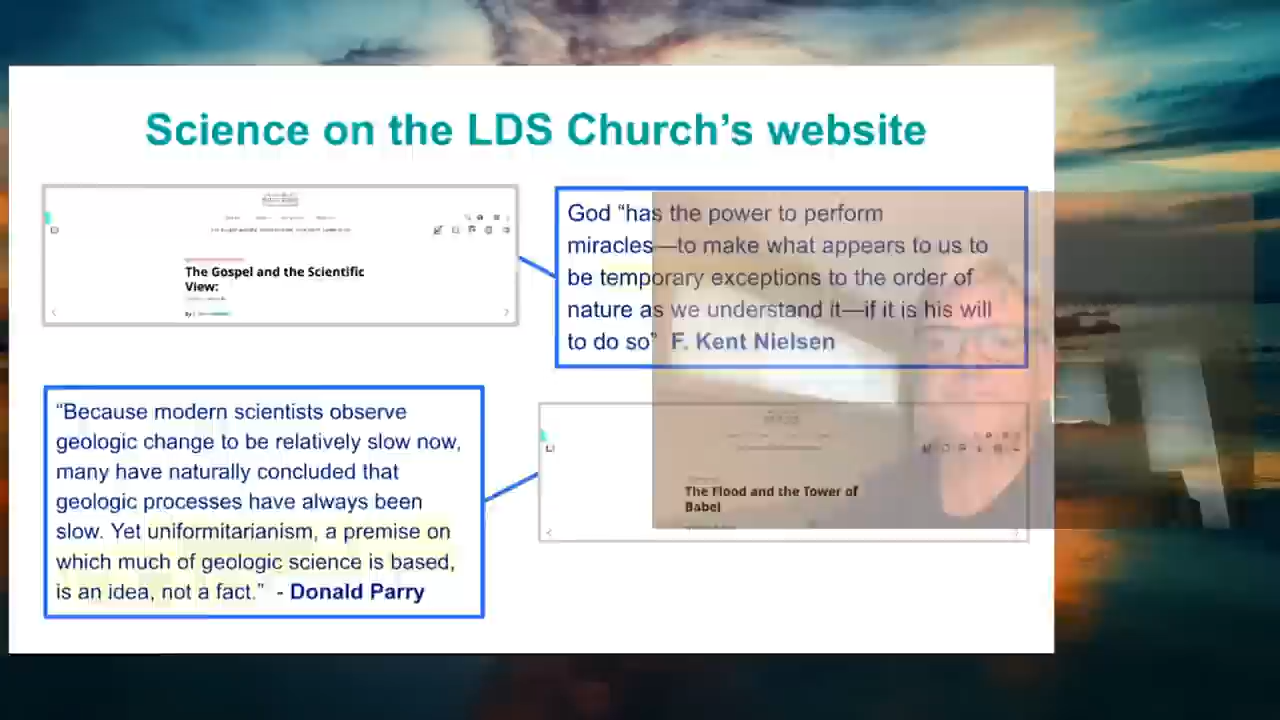 Science on the LDS Church’s website
The Gospel and the Scientific
View:
God “has the power to perform
miracles—to make what appears to us to
be temporary exceptions to the order of
nature as we understand it—if it is his will
to do so” F. Kent Nielsen
“Because modern scientists observe
geologic change to be relatively slow now,
many have naturally concluded that
geologic processes have always been
slow. Yet uniformitarianism, a premise on
which much of geologic science is based,
is an idea, not a fact.” - Donald Parry
The Flood and the Tower of
Babel